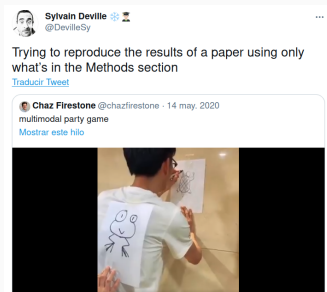 Sylvain Deville ❄️👨🏻‍🎓
@DevilleSy
Trying to reproduce the results of a paper using only
what's in the Methods section
Traducir Tweet
Chaz Firestone @chazfirestone · 14 may. 2020
multimodal party game
Mostrar este hilo